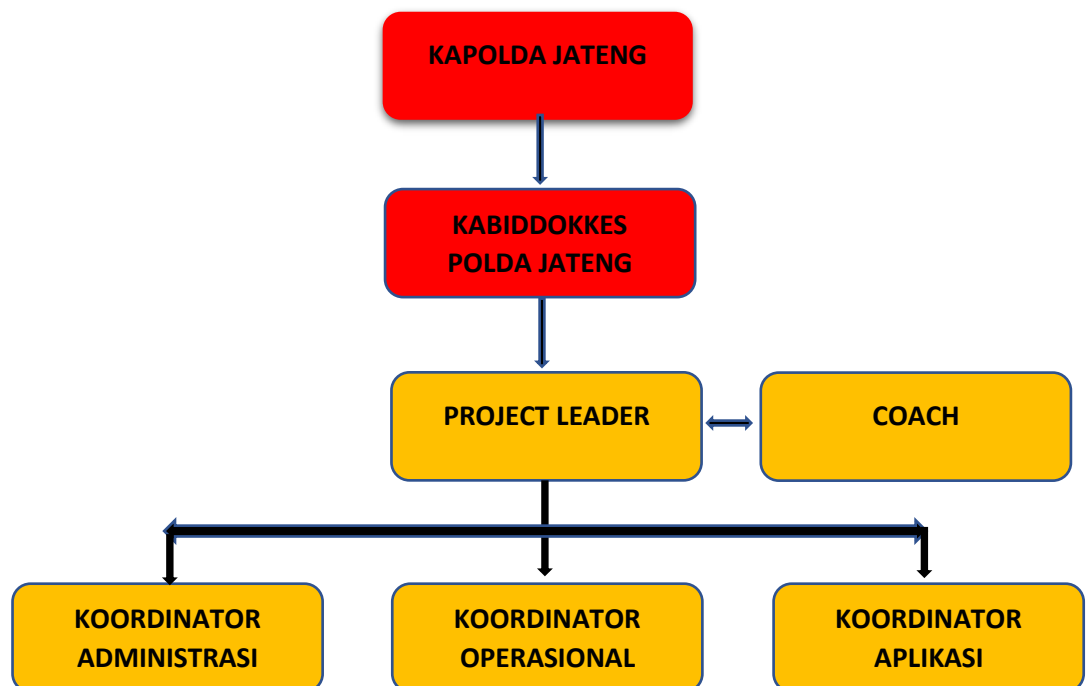 KAPOLDA JATENG
KABIDDOKKES
POLDA JATENG
PROJECT LEADER
COACH
KOORDINATOR
ADMINISTRASI
KOORDINATOR
OPERASIONAL
KOORDINATOR
APLIKASI